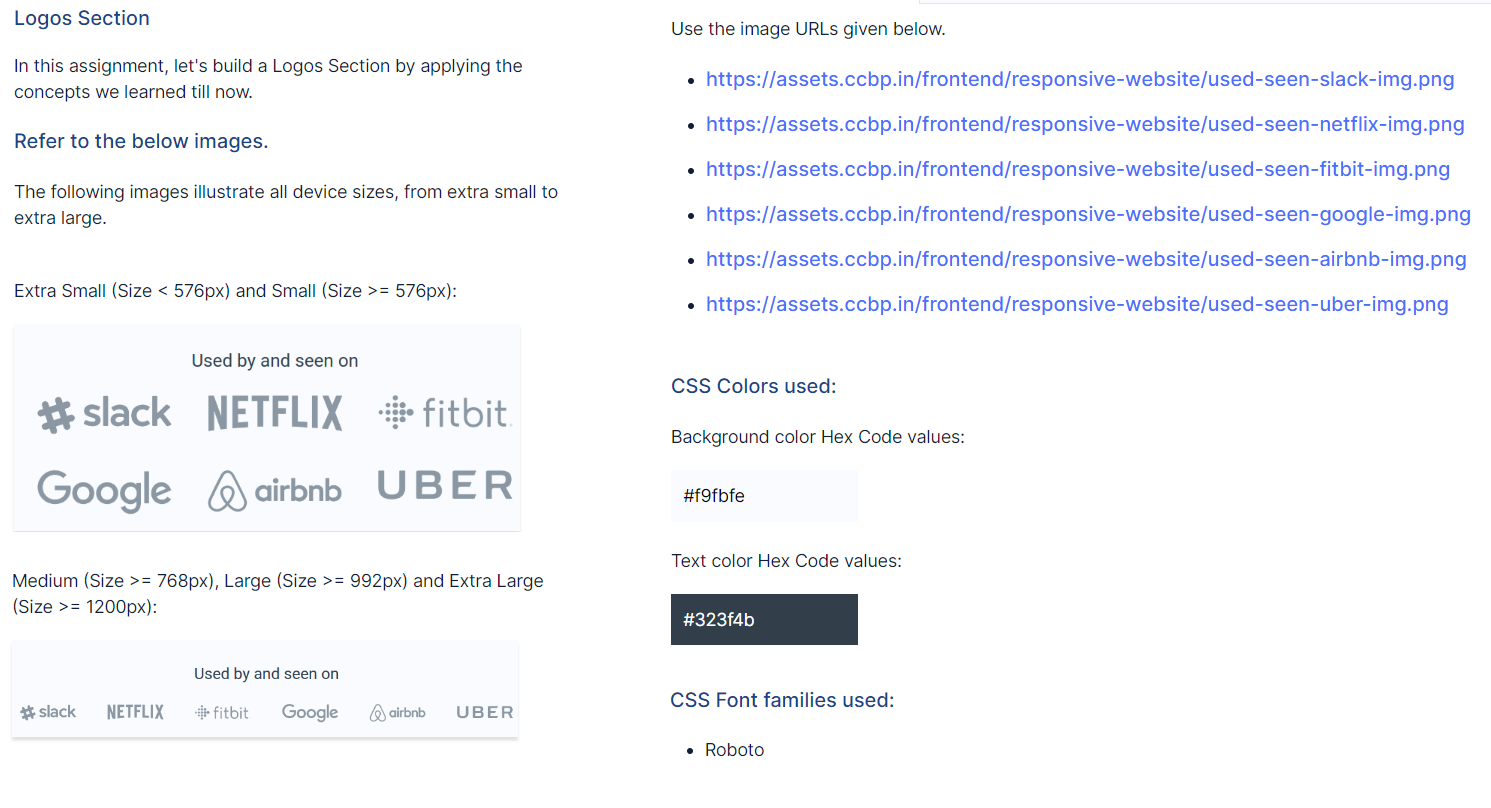 Logos Section
In this assignment, let's build a Logos Section by applying the
concepts we learned till now.
Refer to the below images.
The following images illustrate all device sizes, from extra small to
extra large.
Extra Small (Size < 576px) and Small (Size >= 576px):
Used by and seen on
slack NETFLIX fitbit.
Google airbnb UBER
Medium (Size >= 768px), Large (Size >= 992px) and Extra Large
(Size >= 1200px):
Used by and seen on
slack NETFLIX fitbit Google airbnb UBER
Use the image URLs given below.
• https://assets.ccbp.in/frontend/responsive-website/used-seen-slack-img.png
• https://assets.ccbp.in/frontend/responsive-website/used-seen-netflix-img.png
• https://assets.ccbp.in/frontend/responsive-website/used-seen-fitbit-img.png
• https://assets.ccbp.in/frontend/responsive-website/used-seen-google-img.png
• https://assets.ccbp.in/frontend/responsive-website/used-seen-airbnb-img.png
• https://assets.ccbp.in/frontend/responsive-website/used-seen-uber-img.png
CSS Colors used:
Background color Hex Code values:
#f9fbfe
Text color Hex Code values:
#323f4b
CSS Font families used:
• Roboto